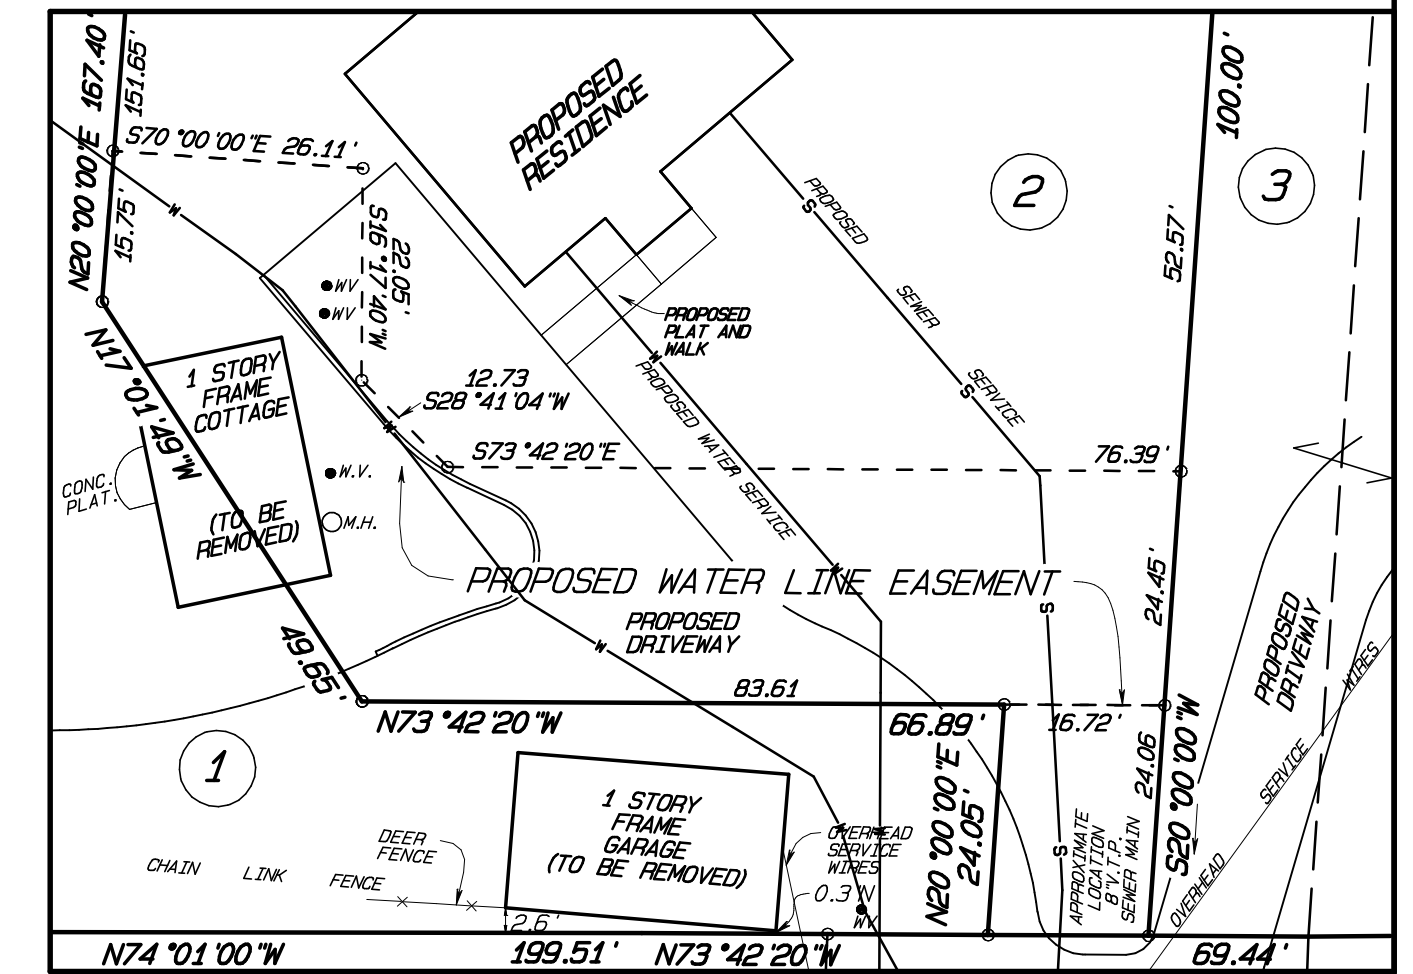 N20°00'00"E 167.40'
151.65'
S70°00'00"E 26.11'
15.75'
S16°17'40"W
22.05'
W
WV
WV
PROPOSED
RESIDENCE
PROPOSED
PLAT AND
WALK
PROPOSED
S
SEWER
S
SERVICE
2
3
100.00'
52.57'
N17°01'49"W
49.65'
1 STORY
FRAME
COTTAGE
(TO BE
REMOVED)
CONC.
PLAT.
W.V.
M.H.
12.73
S28°41'04"W
W
S73°42'20"E
76.39'
W
PROPOSED WATER SERVICE
W
PROPOSED WATER LINE EASEMENT
S
24.45'
PROPOSED
DRIVEWAY
W
PROPOSED
DRIVEWAY
83.61
N73°42'20"W
66.89'
16.72'
1
1 STORY
FRAME
GARAGE
(TO BE REMOVED)
DEER
FENCE
CHAIN LINK FENCE
2.6'
W
W
OVERHEAD
SERVICE
WIRES
0.3 IN
WV
N20°00'00"E
24.05'
S
APPROXIMATE
LOCATION
8"V.T.P.
SEWER MAIN
24.06
S20°00'00"W
OVERHEAD SERVICE WIRES
N74°01'00"W
199.51'
N73°42'20"W
69.44'